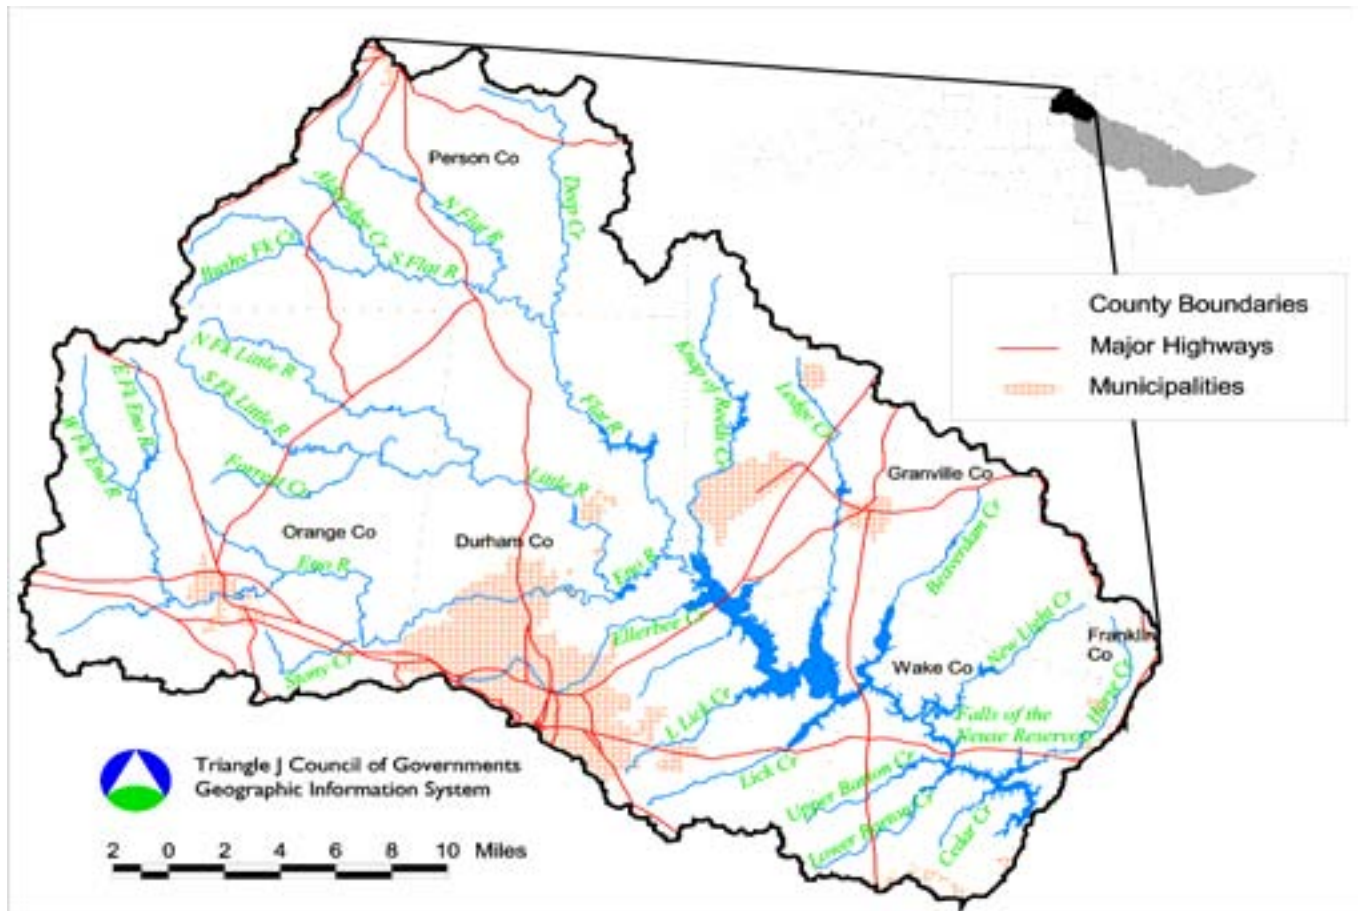 Person Co
Aldridge Cr
N Flat R
Deep Cr
Bushy Fk Cr
S Flat R
County Boundaries
Major Highways
Municipalities
N Fk Little R
S Fk Little R
E Fk Eno R
W Fk Eno R
Flat R
Knap of Reeds Cr
Ledge Cr
Forrest Cr
Little R
Granville Co
Orange Co
Durham Co
Eno R
Eno R
Beaverdam Cr
Ellerbee Cr
New Light Cr
Franklin
Co
Stony Cr
Wake Co
Horse Cr
L Lick Cr
Falls of the
Neuse Reservoir
Lick Cr
Upper Barton Cr
Lower Barton Cr
Cedar Cr
Triangle J Council of Governments
Geographic Information System
2 0 2 4 6 8 10 Miles